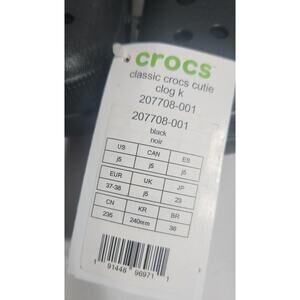 crocs™
classic crocs cutie
clog k
207708-001
207708-001
black
noir
US CAN ES
j5 j5 j5
EUR UK JP
37-38 j5 23
CN KR BR
235 240mm 36
1 91448 96971 1